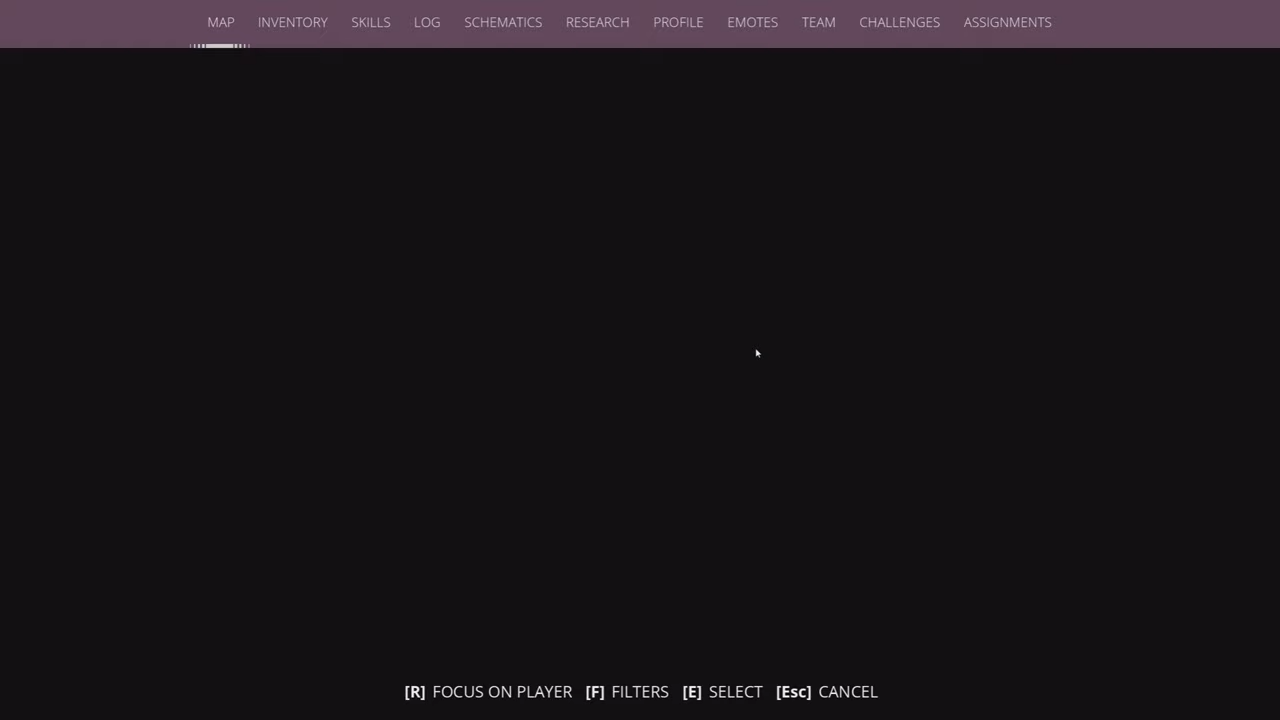 MAP INVENTORY SKILLS LOG SCHEMATICS RESEARCH PROFILE EMOTES TEAM CHALLENGES ASSIGNMENTS
[R] FOCUS ON PLAYER [F] FILTERS [E] SELECT [Esc] CANCEL